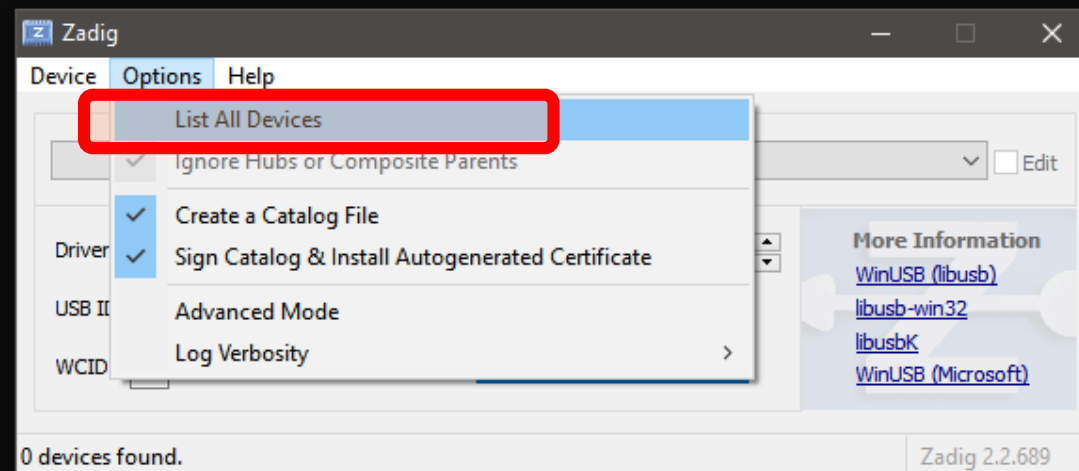 Zadig
Device Options Help
List All Devices
Ignore Hubs or Composite Parents
Edit
Create a Catalog File
Sign Catalog & Install Autogenerated Certificate
Advanced Mode
Log Verbosity
Driver
USB ID
WCID
More Information
WinUSB (libusb)
libusb-win32
libusbK
WinUSB (Microsoft)
0 devices found.
Zadig 2.2.689